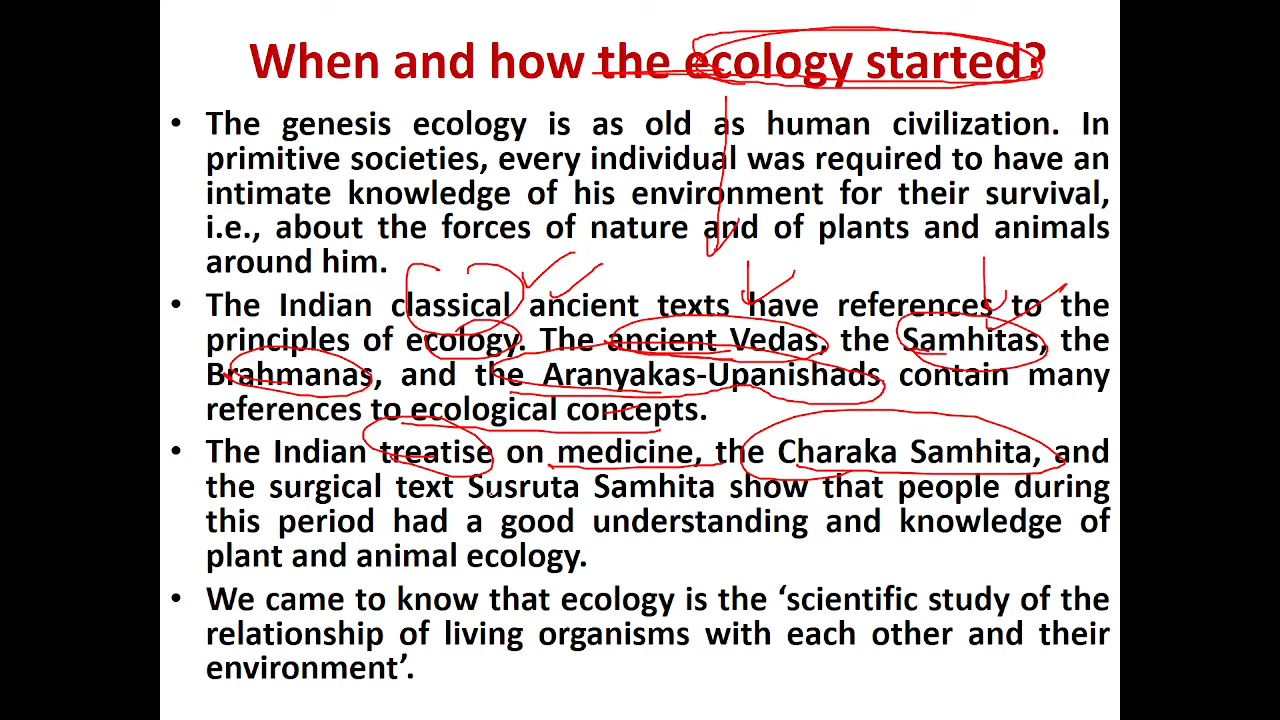 When and how the ecology started?
• The genesis ecology is as old as human civilization. In
primitive societies, every individual was required to have an
intimate knowledge of his environment for their survival,
i.e., about the forces of nature and of plants and animals
around him.
• The Indian classical ancient texts have references to the
principles of ecology. The ancient Vedas, the Samhitas, the
Brahmanas, and the Aranyakas-Upanishads contain many
references to ecological concepts.
• The Indian treatise on medicine, the Charaka Samhita, and
the surgical text Susruta Samhita show that people during
this period had a good understanding and knowledge of
plant and animal ecology.
• We came to know that ecology is the ‘scientific study of the
relationship of living organisms with each other and their
environment’.